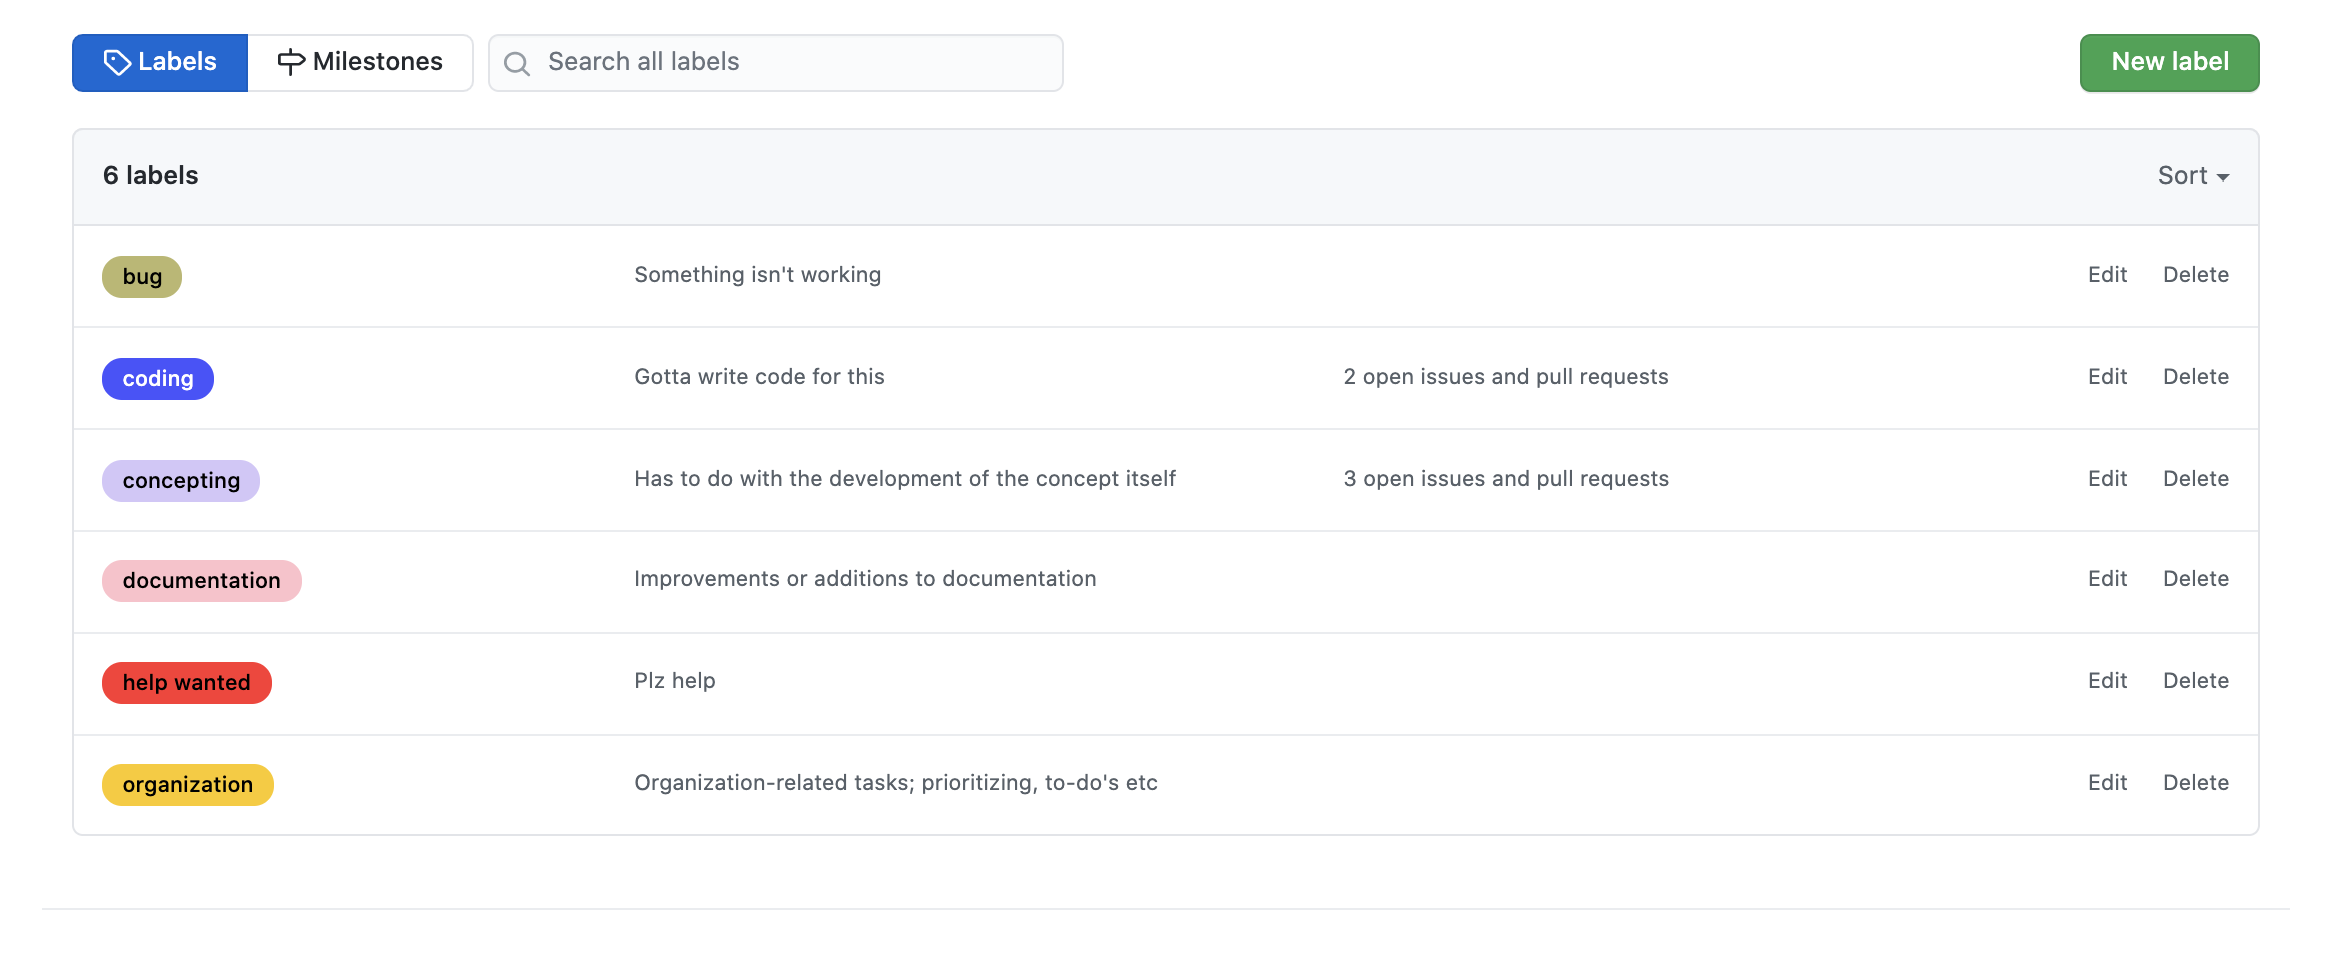 Labels Milestones Search all labels New label
6 labels Sort
bug Something isn't working Edit Delete
coding Gotta write code for this 2 open issues and pull requests Edit Delete
concepting Has to do with the development of the concept itself 3 open issues and pull requests Edit Delete
documentation Improvements or additions to documentation Edit Delete
help wanted Plz help Edit Delete
organization Organization-related tasks; prioritizing, to-do's etc Edit Delete